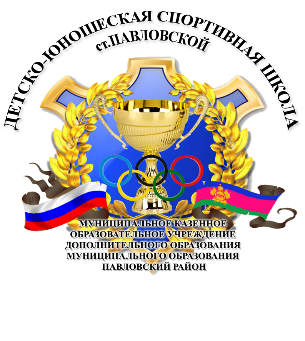 ДЕТСКО-ЮНОШЕСКАЯ СПОРТИВНАЯ ШКОЛА
ст.ПАВЛОВСКОЙ
МУНИЦИПАЛЬНОЕ КАЗЕННОЕ
ОБРАЗОВАТЕЛЬНОЕ УЧРЕЖДЕНИЕ
ДОПОЛНИТЕЛЬНОГО ОБРАЗОВАНИЯ
МУНИЦИПАЛЬНОГО ОБРАЗОВАНИЯ
ПАВЛОВСКИЙ РАЙОН